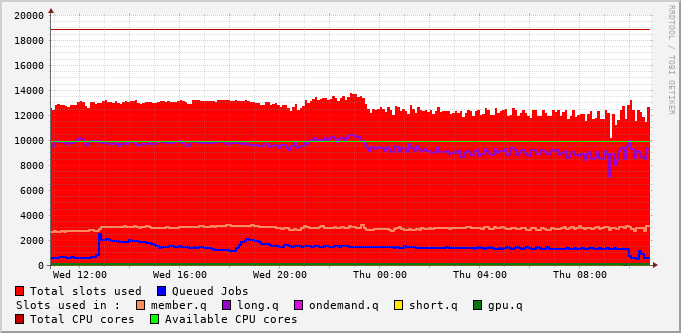 20000
18000
16000
14000
12000
10000
8000
6000
4000
2000
0
Wed 12:00 Wed 16:00 Wed 20:00 Thu 00:00 Thu 04:00 Thu 08:00
RRDTOOL / TOBI OETIKER
Total slots used Queued Jobs
Slots used in : member.q long.q ondemand.q short.q gpu.q
Total CPU cores Available CPU cores